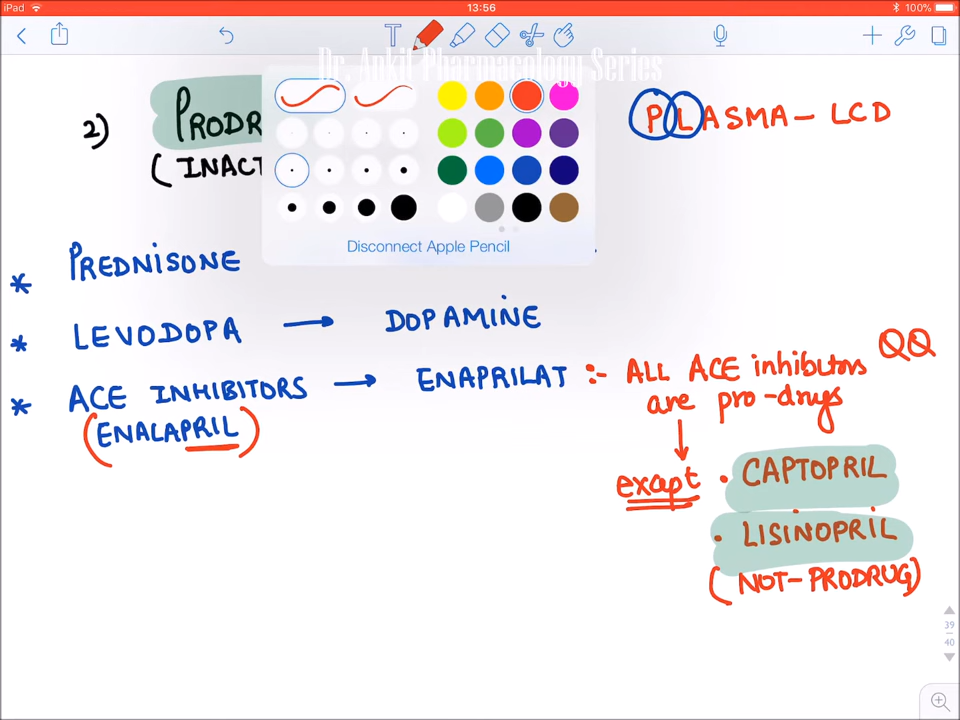 iPad 13:56 100%
T
Dr. Ankit Pharmacology Series
2) PRODR
(INACT
PLASMA - LCD
Disconnect Apple Pencil
* PREDNISONE
* LEVODOPA → DOPAMINE
* ACE INHIBITORS → ENAPRILAT :- ALL ACE inhibitors QQ
(ENALAPRIL)
are pro-drugs
↓
exapt • CAPTOPRIL
• LISINOPRIL
(NOT-PRODRUG)
39
40